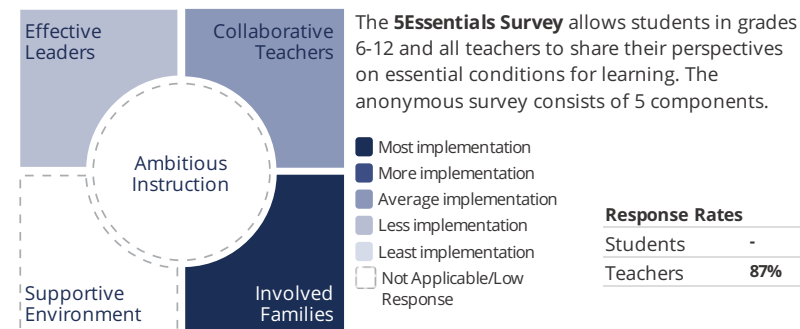 Effective
Leaders
Collaborative
Teachers
Ambitious
Instruction
Supportive
Environment
Involved
Families
The 5Essentials Survey allows students in grades
6-12 and all teachers to share their perspectives
on essential conditions for learning. The
anonymous survey consists of 5 components.
Most implementation
More implementation
Average implementation
Less implementation
Least implementation
Not Applicable/Low
Response
Response Rates
Students -
Teachers 87%